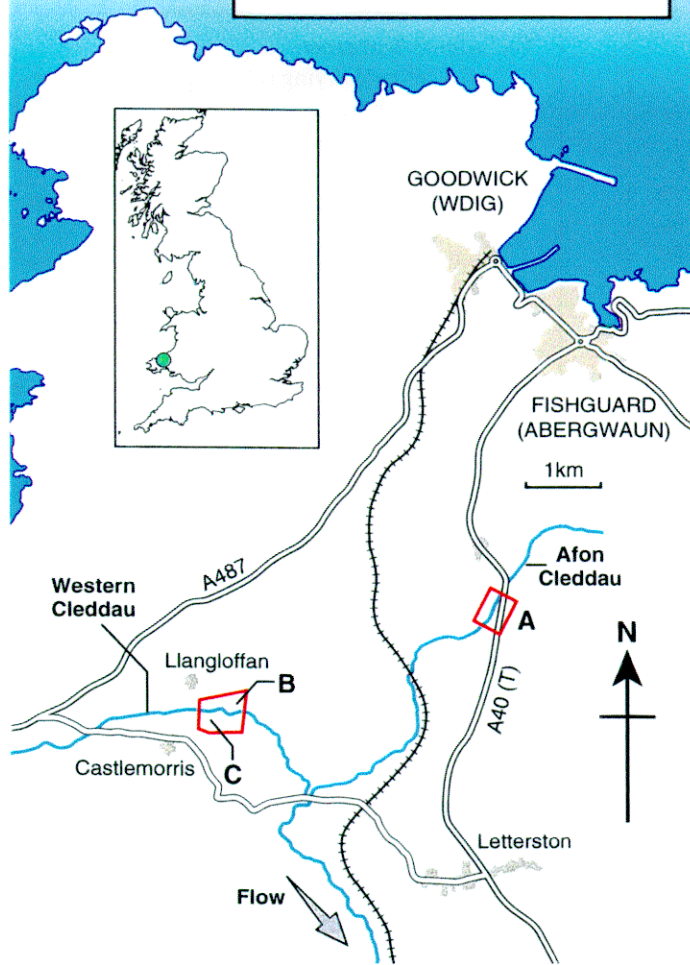 GOODWICK
(WDIG)
FISHGUARD
(ABERGWAUN)
1km
Afon
Cleddau
A487
Western
Cleddau
Llangloffan
A
N
B
A40 (T)
C
Castlemorris
Letterston
Flow